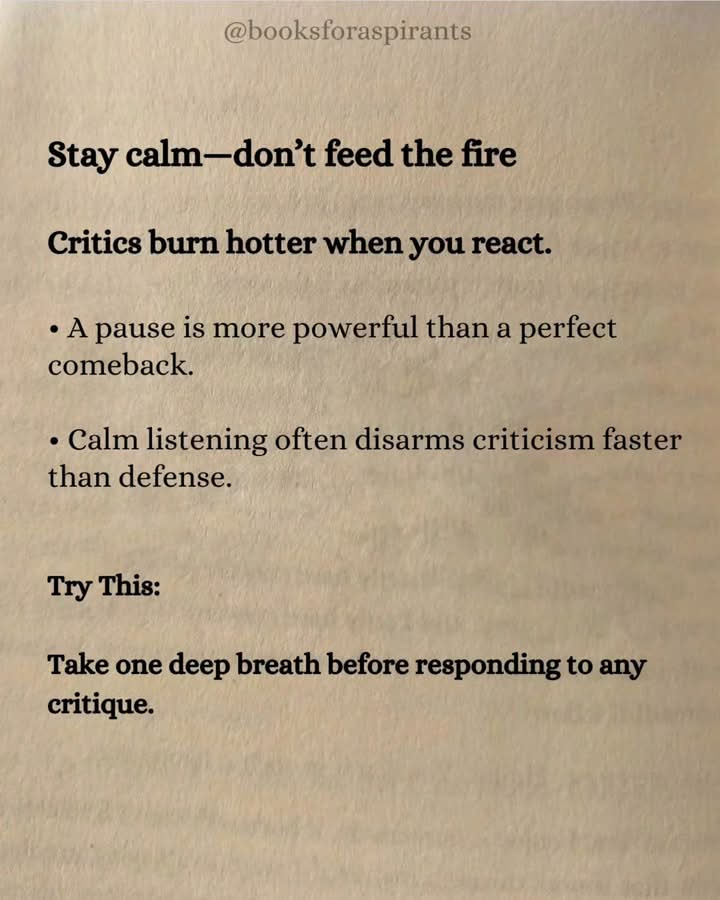 @booksforaspirants
Stay calm—don’t feed the fire
Critics burn hotter when you react.
• A pause is more powerful than a perfect
comeback.
• Calm listening often disarms criticism faster
than defense.
Try This:
Take one deep breath before responding to any
critique.